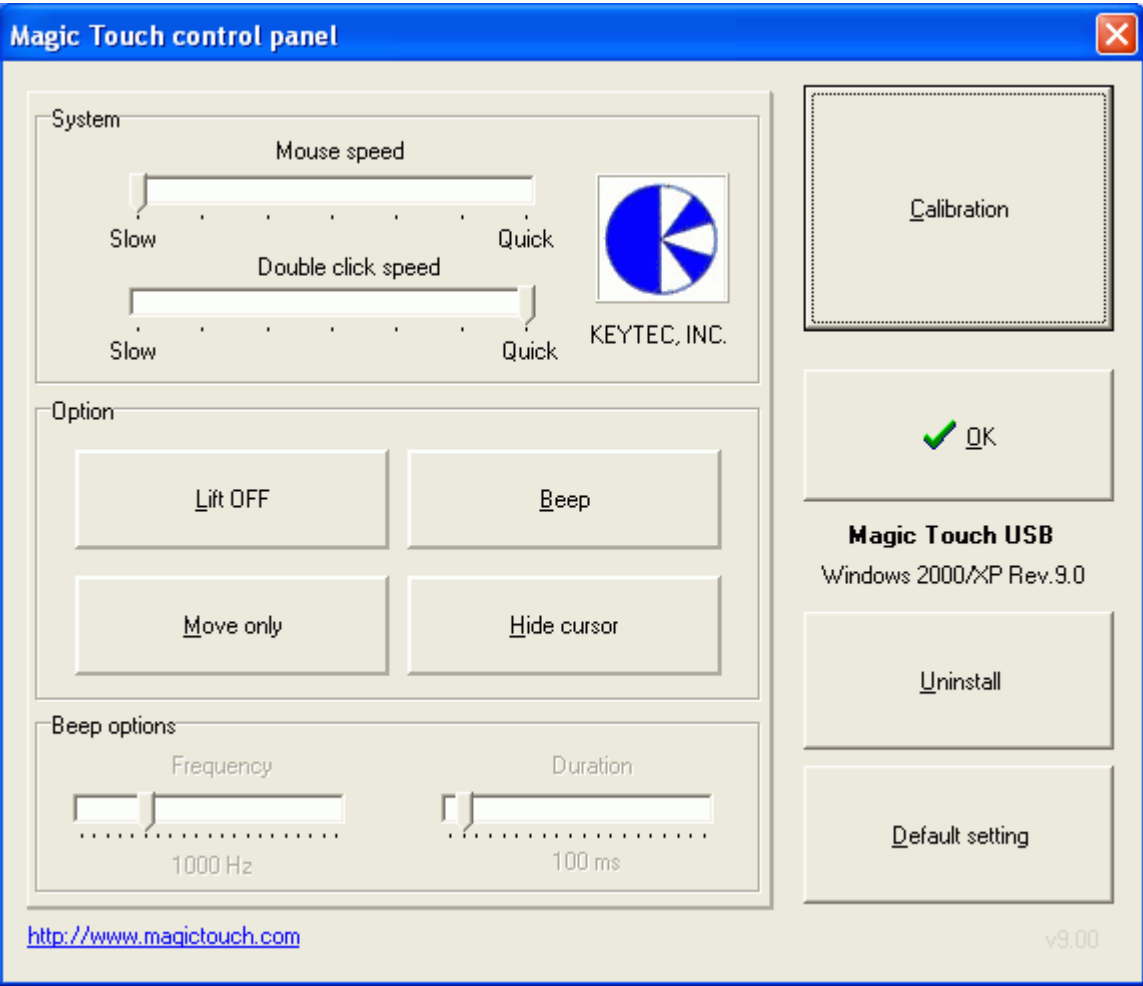 Magic Touch control panel
System
Mouse speed
Slow
Quick
Double click speed
Slow
Quick
KEYTEC, INC.
Option
Lift OFF
Beep
Move only
Hide cursor
Beep options
Frequency
Duration
1000 Hz
100 ms
http://www.magictouch.com
Calibration
OK
Magic Touch USB
Windows 2000/XP Rev.9.0
Uninstall
Default setting
v9.00